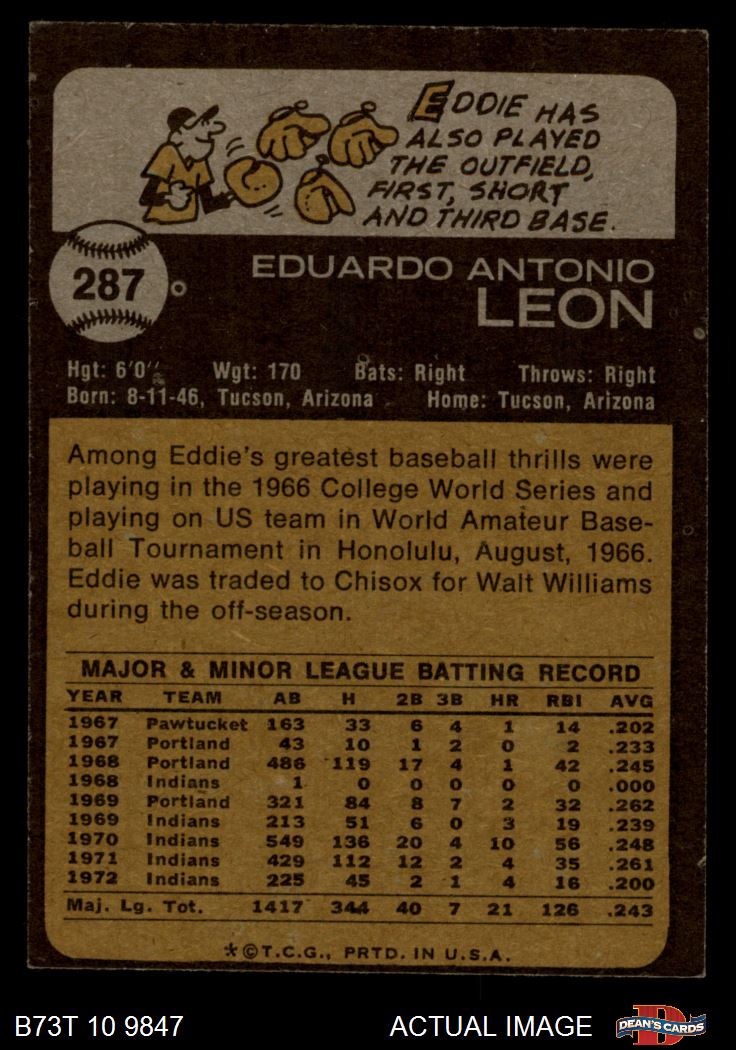 EDDIE HAS
ALSO PLAYED
THE OUTFIELD,
FIRST, SHORT
AND THIRD BASE.
287
EDUARDO ANTONIO
LEON
Hgt: 6'0" Wgt: 170 Bats: Right Throws: Right
Born: 8-11-46, Tucson, Arizona Home: Tucson, Arizona
Among Eddie's greatest baseball thrills were
playing in the 1966 College World Series and
playing on US team in World Amateur Base-
ball Tournament in Honolulu, August, 1966.
Eddie was traded to Chisox for Walt Williams
during the off-season.
MAJOR & MINOR LEAGUE BATTING RECORD
YEAR TEAM AB H 2B 3B HR RBI AVG
1967 Pawtucket 163 33 6 4 1 14 .202
1967 Portland 43 10 1 2 0 2 .233
1968 Portland 486 119 17 4 1 42 .245
1968 Indians 1 0 0 0 0 0 .000
1969 Portland 321 84 8 7 2 32 .262
1969 Indians 213 51 6 0 3 19 .239
1970 Indians 549 136 20 4 10 56 .248
1971 Indians 429 112 12 2 4 35 .261
1972 Indians 225 45 2 1 4 16 .200
Maj. Lg. Tot. 1417 344 40 7 21 126 .243
*©T.C.G., PRTD. IN U.S.A.
B73T 10 9847 ACTUAL IMAGE D DEAN'S CARDS